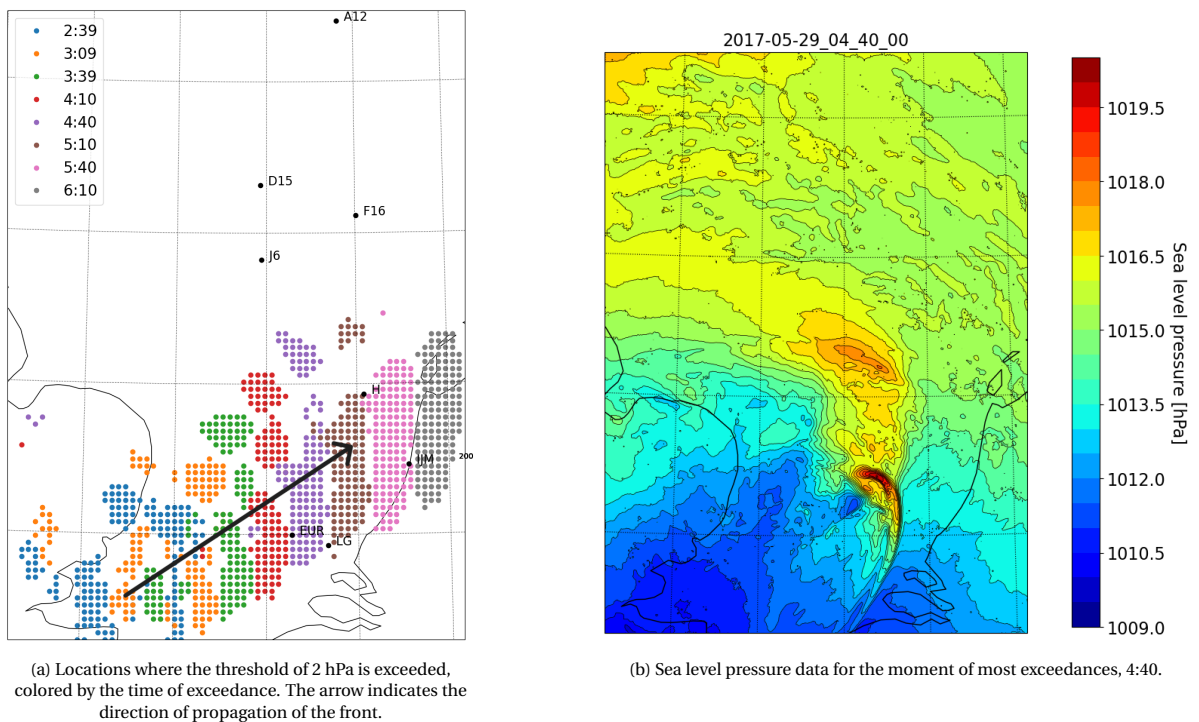 2:39
3:09
3:39
4:10
4:40
5:10
5:40
6:10
A12
D15
F16
J6
H
IJM
200
EUR
LG
(a) Locations where the threshold of 2 hPa is exceeded,
colored by the time of exceedance. The arrow indicates the
direction of propagation of the front.
2017-05-29_04_40_00
1019.5
1018.0
1016.5
1015.0
1013.5
1012.0
1010.5
1009.0
Sea level pressure [hPa]
(b) Sea level pressure data for the moment of most exceedances, 4:40.